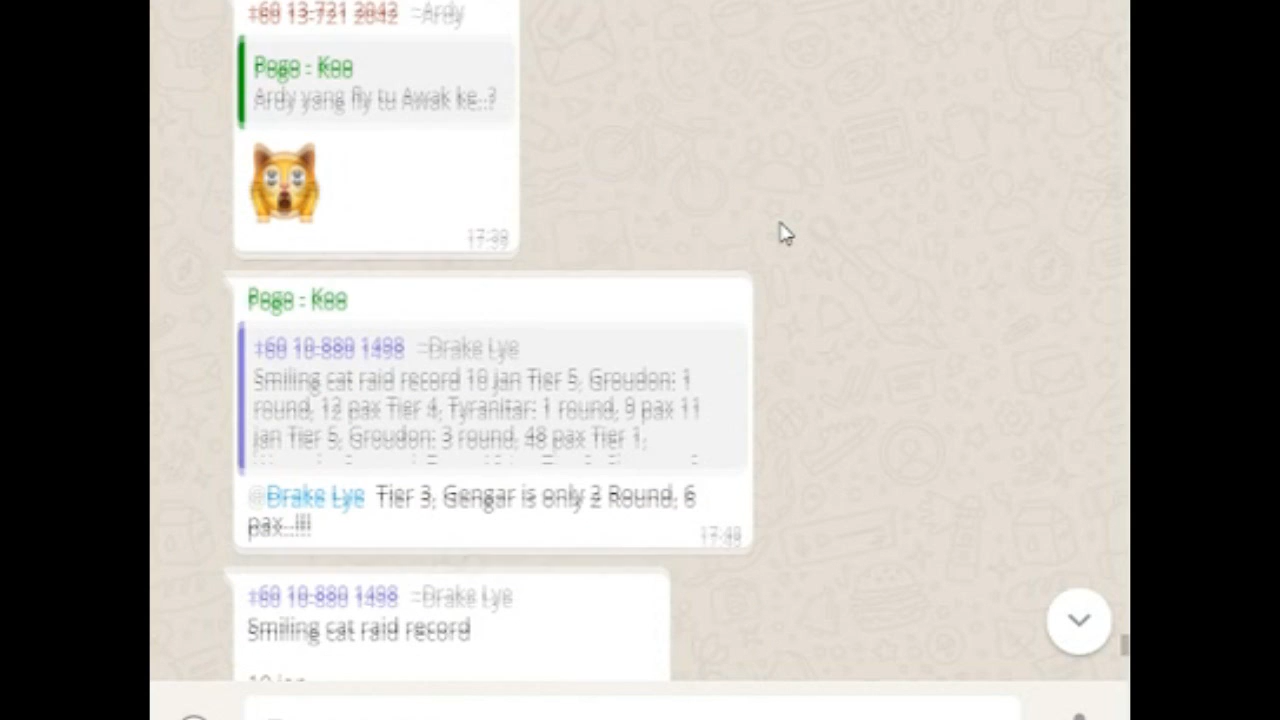 +60 13-721 2042 ~Ardy
Pogo - Koo
Ardy yang fly tu Awak ke..?
17:39
Pogo - Koo
+60 10-880 1498 ~Drake Lye
Smiling cat raid record 10 jan Tier 5, Groudon: 1
round, 12 pax Tier 4, Tyranitar: 1 round, 9 pax 11
jan Tier 5, Groudon: 3 round, 48 pax Tier 1,
@Drake Lye Tier 3, Gengar is only 2 Round, 6
pax..!!!
+60 10-880 1498 ~Drake Lye
Smiling cat raid record
10 jan